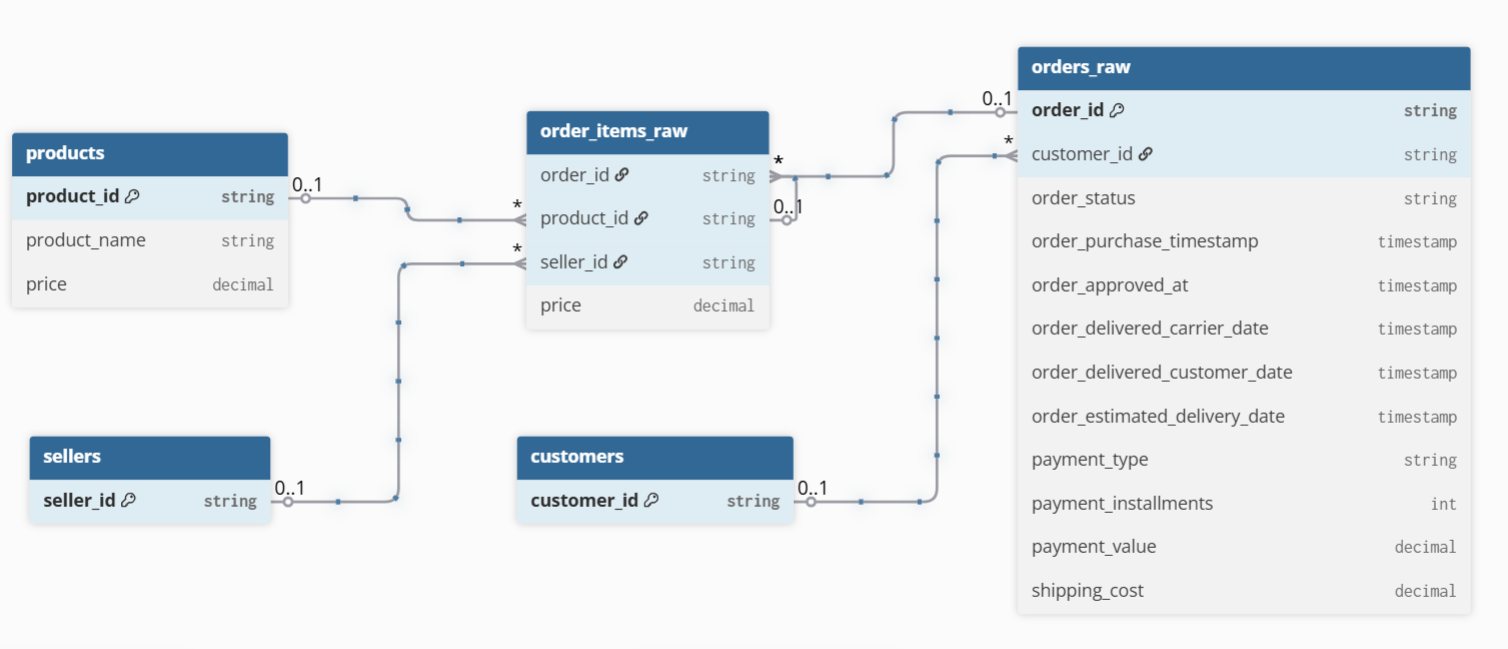 products
product_id string
product_name string
price decimal
0..1
*
*
order_items_raw
order_id string
product_id string
seller_id string
price decimal
*
0..1
0..1
*
orders_raw
order_id string
customer_id string
order_status string
order_purchase_timestamp timestamp
order_approved_at timestamp
order_delivered_carrier_date timestamp
order_delivered_customer_date timestamp
order_estimated_delivery_date timestamp
payment_type string
payment_installments int
payment_value decimal
shipping_cost decimal
sellers
seller_id string
0..1
customers
customer_id string
0..1